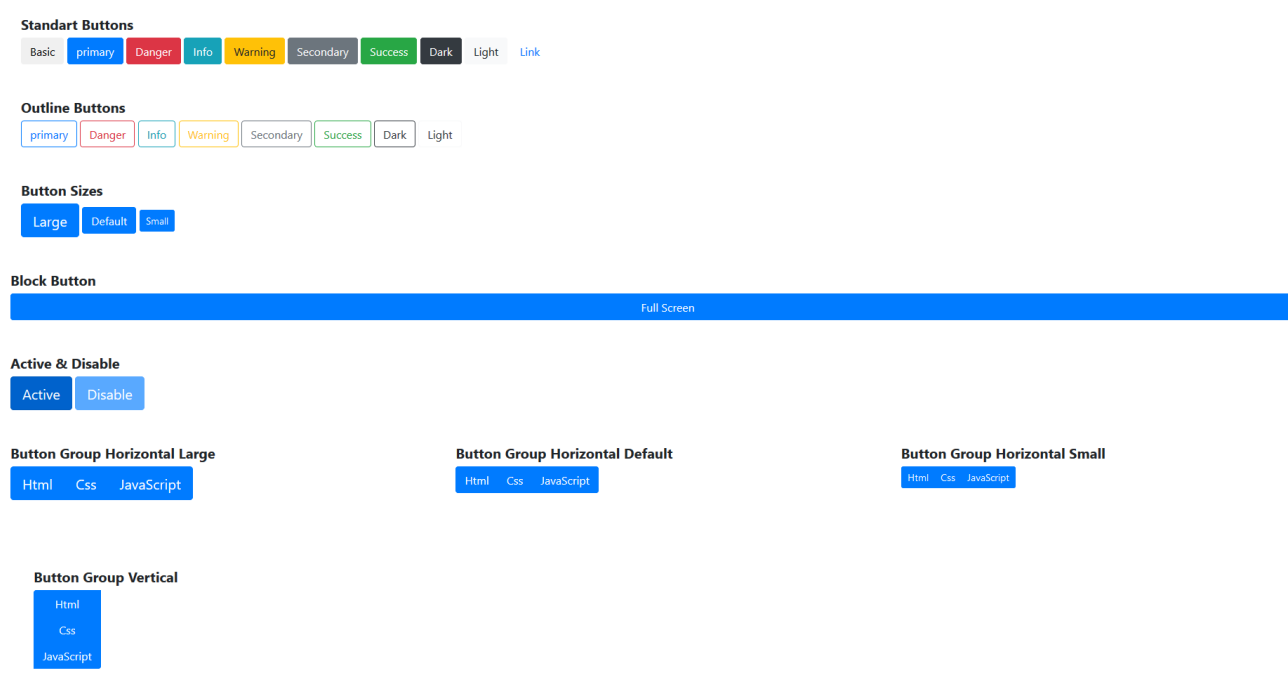 Standart Buttons
Basic primary Danger Info Warning Secondary Success Dark Light Link
Outline Buttons
primary Danger Info Warning Secondary Success Dark Light
Button Sizes
Large Default Small
Block Button
Full Screen
Active & Disable
Active Disable
Button Group Horizontal Large Button Group Horizontal Default Button Group Horizontal Small
Html Css JavaScript Html Css JavaScript Html Css JavaScript
Button Group Vertical
Html
Css
JavaScript